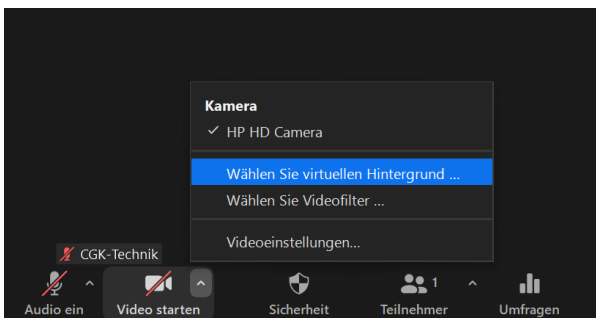 Kamera
HP HD Camera
Wählen Sie virtuellen Hintergrund ...
Wählen Sie Videofilter ...
Videoeinstellungen...
CGK-Technik
1
Audio ein
Video starten
Sicherheit
Teilnehmer
Umfragen